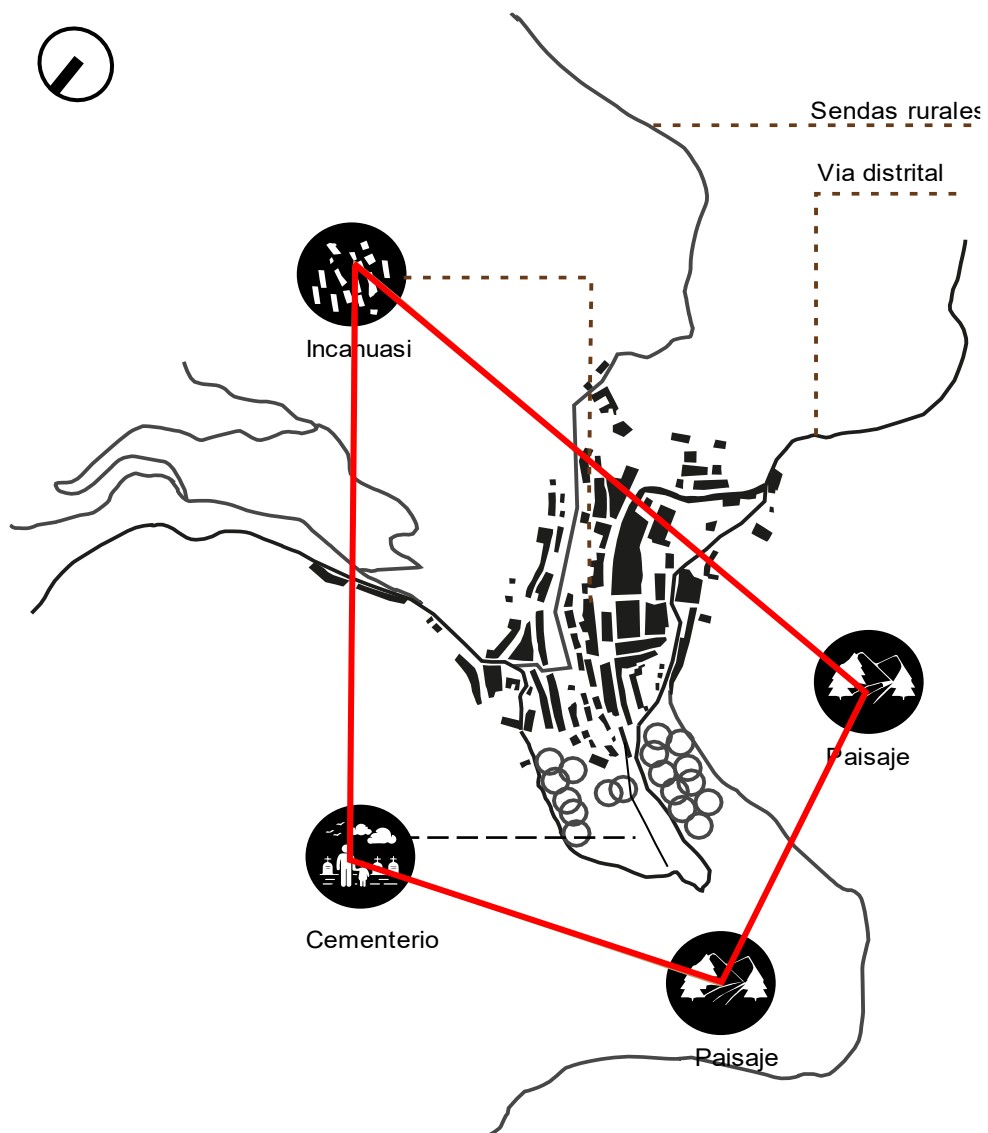 Sendas rurales
Via distrital
Incahuasi
Paisaje
Cementerio
Paisaje